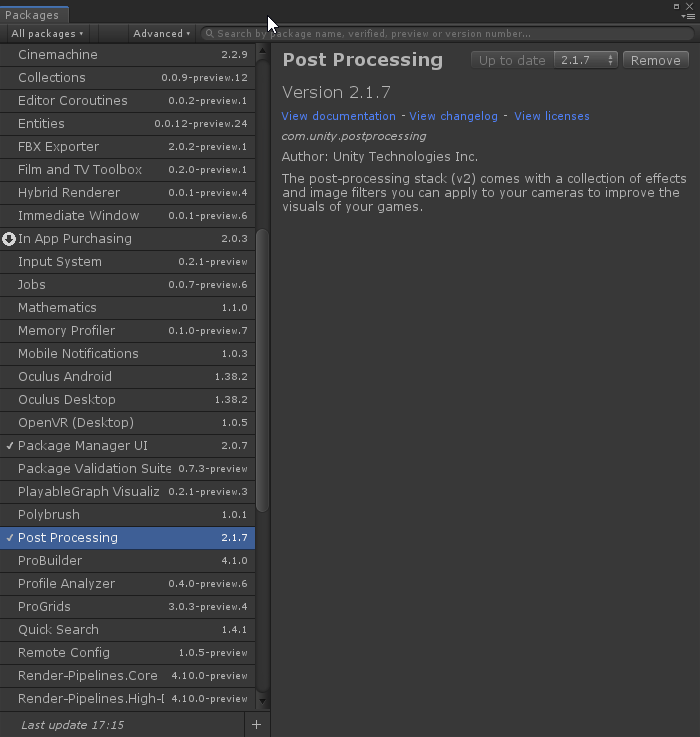 Packages
All packages
Advanced
Search by package name, verified, preview or version number...
Cinemachine 2.2.9
Collections 0.0.9-preview.12
Editor Coroutines 0.0.2-preview.1
Entities 0.0.12-preview.24
FBX Exporter 2.0.2-preview.1
Film and TV Toolbox 0.2.0-preview.1
Hybrid Renderer 0.0.1-preview.4
Immediate Window 0.0.1-preview.6
In App Purchasing 2.0.3
Input System 0.2.1-preview
Jobs 0.0.7-preview.6
Mathematics 1.1.0
Memory Profiler 0.1.0-preview.7
Mobile Notifications 1.0.3
Oculus Android 1.38.2
Oculus Desktop 1.38.2
OpenVR (Desktop) 1.0.5
Package Manager UI 2.0.7
Package Validation Suite 0.7.3-preview
PlayableGraph Visualiz 0.2.1-preview.3
Polybrush 1.0.1
Post Processing 2.1.7
ProBuilder 4.1.0
Profile Analyzer 0.4.0-preview.6
ProGrids 3.0.3-preview.4
Quick Search 1.4.1
Remote Config 1.0.5-preview
Render-Pipelines.Core 4.10.0-preview
Render-Pipelines.High-D 4.10.0-preview
Last update 17:15
+
Post Processing
Up to date
2.1.7
Remove
Version 2.1.7
View documentation - View changelog - View licenses
com.unity.postprocessing
Author: Unity Technologies Inc.
The post-processing stack (v2) comes with a collection of effects
and image filters you can apply to your cameras to improve the
visuals of your games.